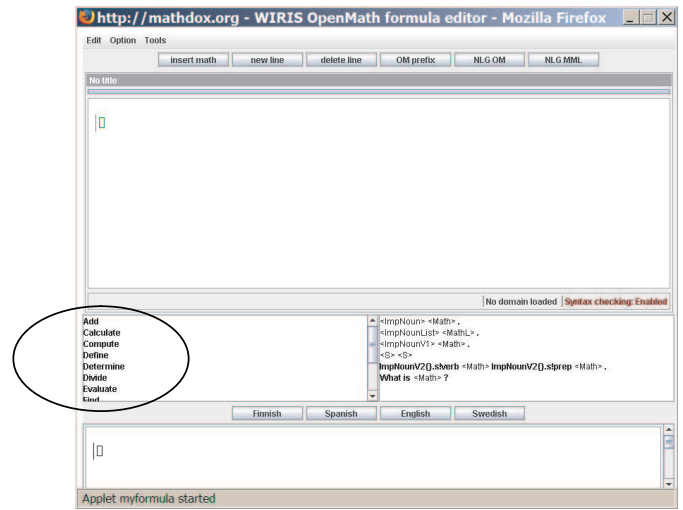 http://mathdox.org - WIRIS OpenMath formula editor - Mozilla Firefox
Edit Option Tools
insert math new line delete line OM prefix NLG OM NLG MML
No title
No domain loaded Syntax checking: Enabled
Add
Calculate
Compute
Define
Determine
Divide
Evaluate
Find
<ImpNoun> <Math> .
<ImpNounList> <MathL> .
<ImpNounV1> <Math> .
<S> <S>
ImpNounV2().s!verb <Math> ImpNounV2().s!prep <Math> .
What is <Math> ?
Finnish Spanish English Swedish
Applet myformula started